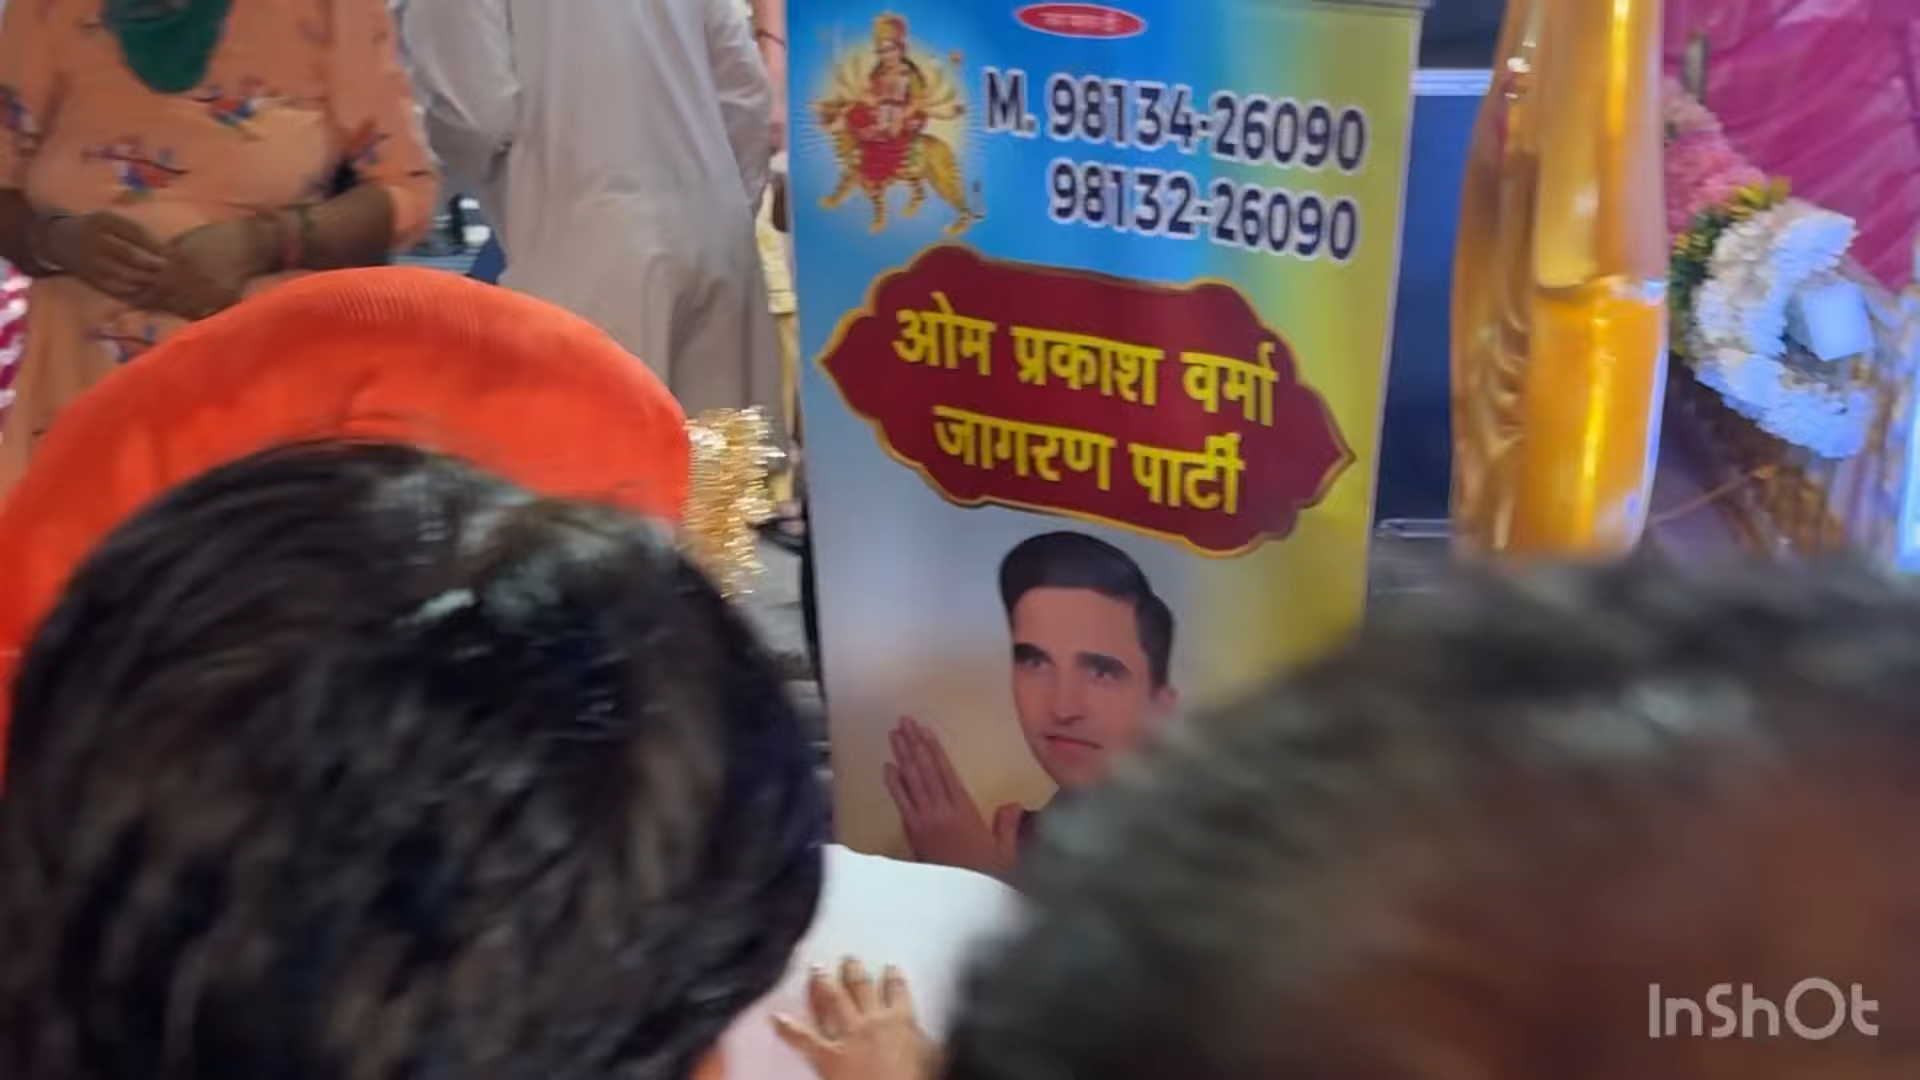 M. 98134-26090
98132-26090
ओम प्रकाश वर्मा
जागरण पार्टी
InShOt